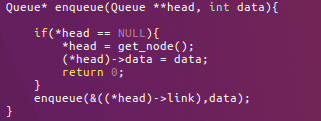 Queue* enqueue(Queue **head, int data){
if(*head == NULL){
*head = get_node();
(*head)->data = data;
return 0;
}
enqueue(&((*head)->link),data);
}